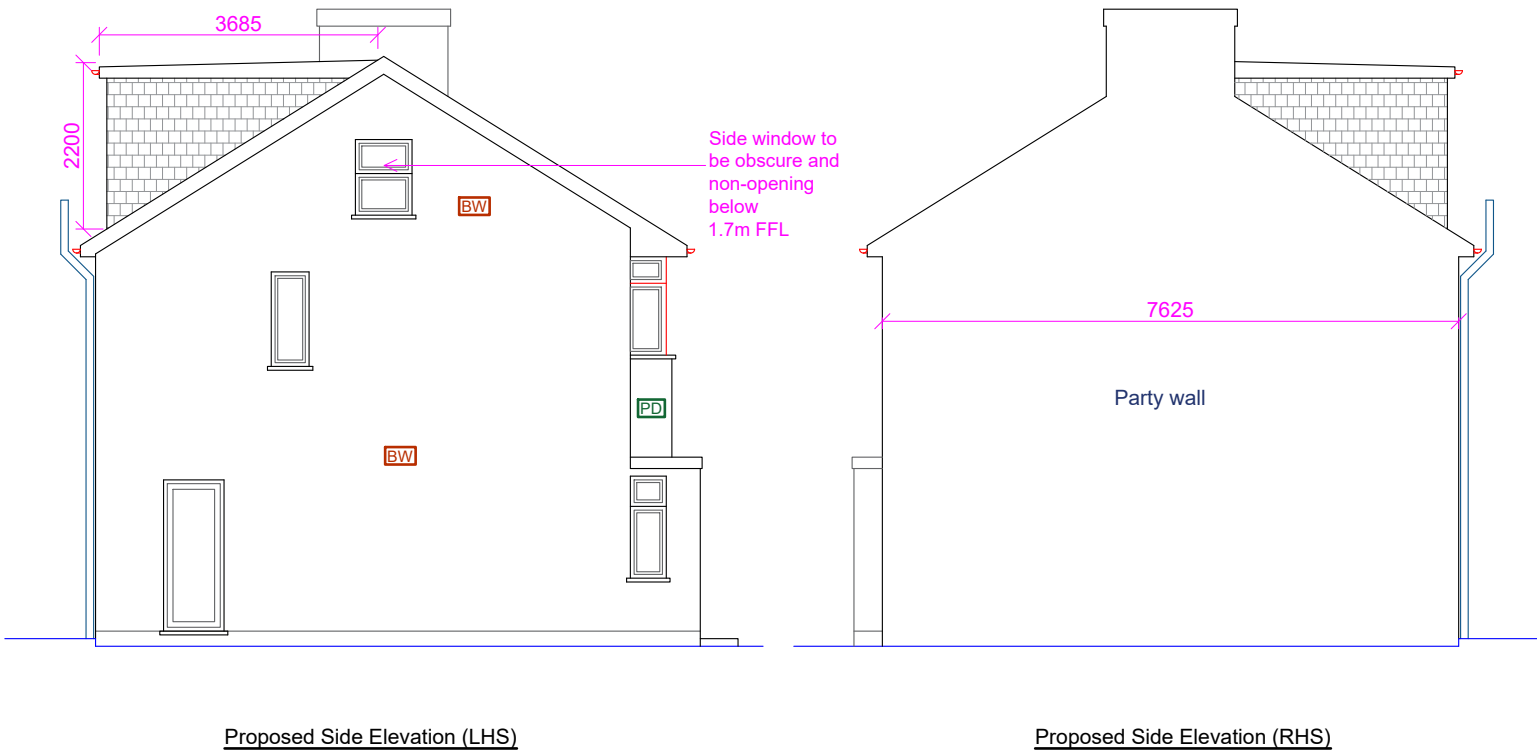 3685
2200
Side window to
be obscure and
non-opening
below
1.7m FFL
BW
BW
PD
7625
Party wall
Proposed Side Elevation (LHS)
Proposed Side Elevation (RHS)